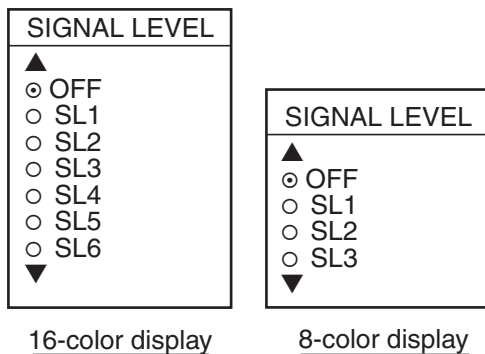 SIGNAL LEVEL
OFF
SL1
SL2
SL3
SL4
SL5
SL6
16-color display
SIGNAL LEVEL
OFF
SL1
SL2
SL3
8-color display